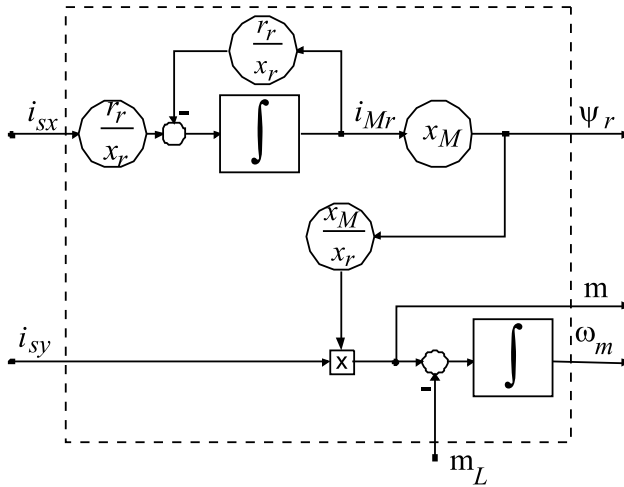 r_r
x_r
i_sx
r_r
x_r
-
∫
i_Mr
x_M
ψ_r
x_M
x_r
m
i_sy
x
-
∫
ω_m
m_L